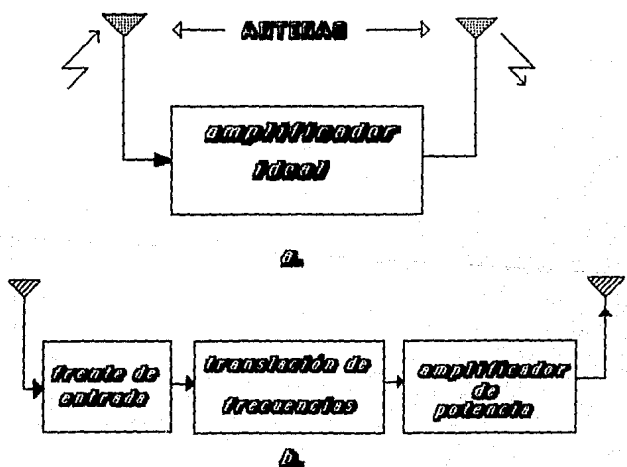 ANTENAS
amplificador
ideal
a.
frente de
entrada
translación de
frecuencias
amplificador
de
potencia
b.